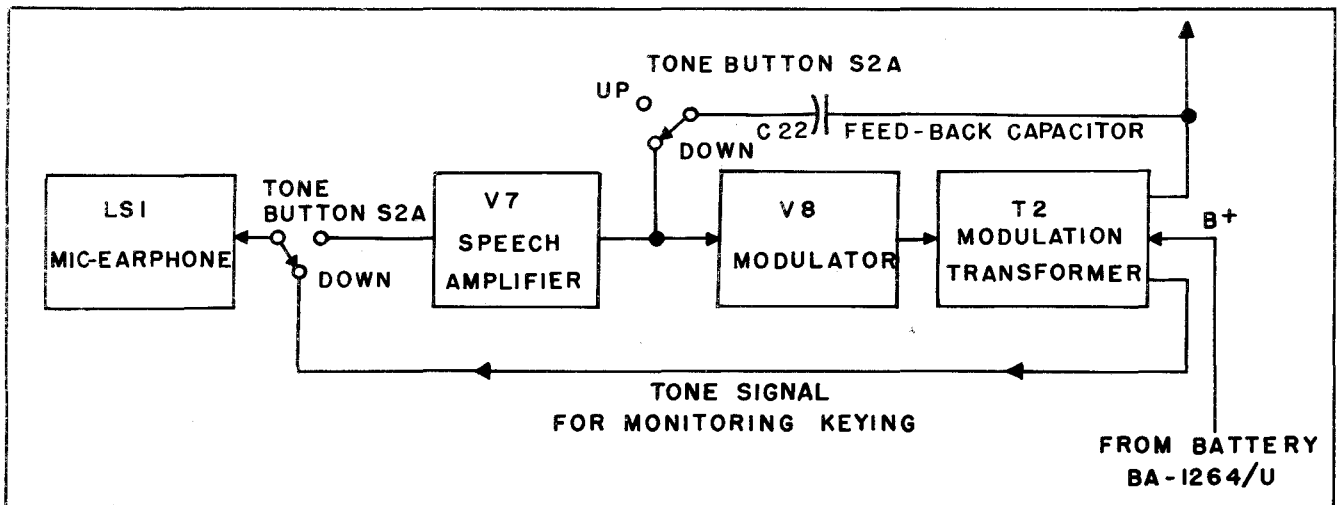 TONE BUTTON S2A
UP
C22
FEED-BACK CAPACITOR
DOWN
LS1
MIC-EARPHONE
TONE
BUTTON S2A
DOWN
V7
SPEECH
AMPLIFIER
V8
MODULATOR
T2
MODULATION
TRANSFORMER
B+
TONE SIGNAL
FOR MONITORING KEYING
FROM BATTERY
BA-1264/U